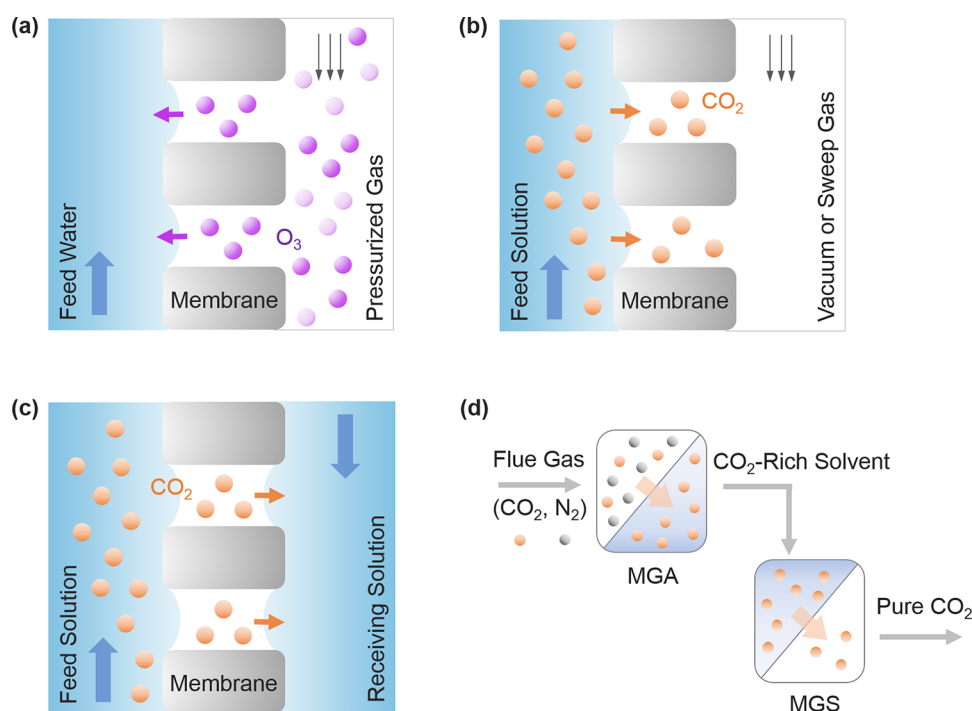 (a)
Feed Water
O₃
Membrane
Pressurized Gas
(b)
Feed Solution
CO₂
Membrane
Vacuum or Sweep Gas
(c)
Feed Solution
CO₂
Membrane
Receiving Solution
(d)
Flue Gas
(CO₂, N₂)
MGA
CO₂-Rich Solvent
MGS
Pure CO₂